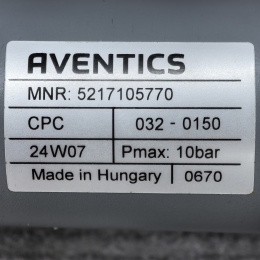 AVENTICS
MNR: 5217105770
CPC 032 - 0150
24W07 Pmax: 10bar
Made in Hungary 0670